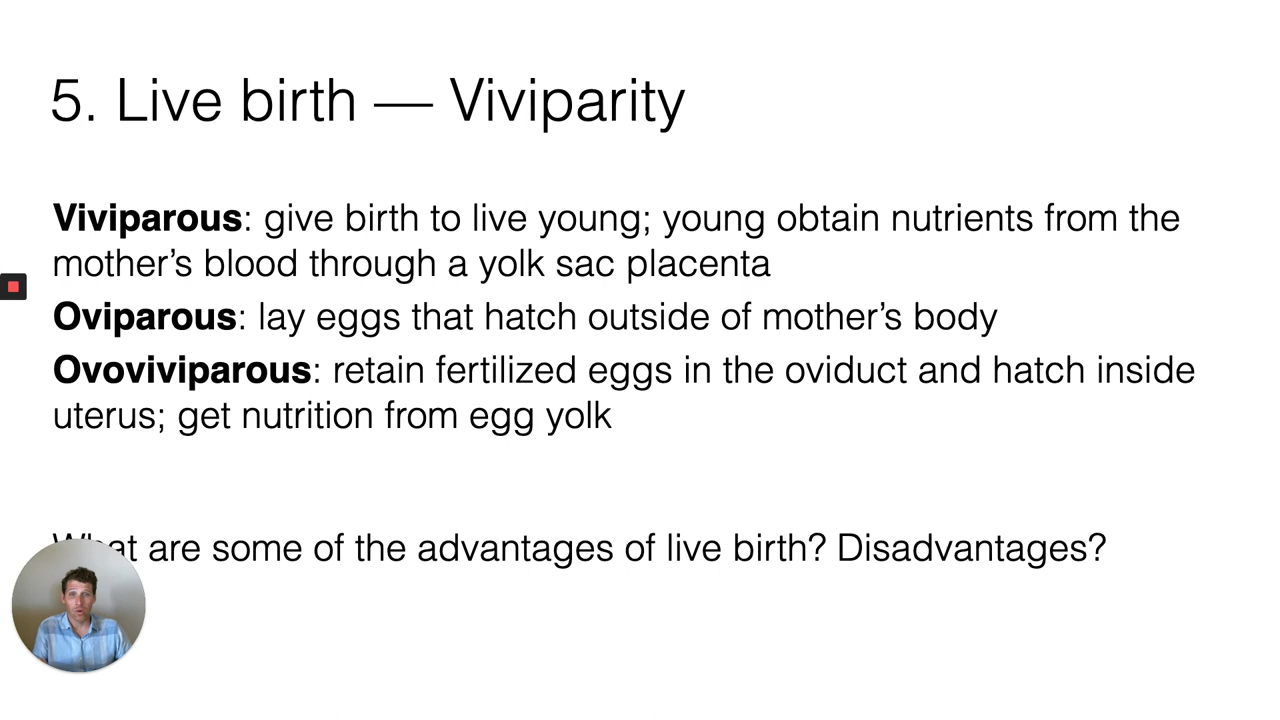 5. Live birth — Viviparity
Viviparous: give birth to live young; young obtain nutrients from the
mother’s blood through a yolk sac placenta
Oviparous: lay eggs that hatch outside of mother’s body
Ovoviviparous: retain fertilized eggs in the oviduct and hatch inside
uterus; get nutrition from egg yolk
What are some of the advantages of live birth? Disadvantages?